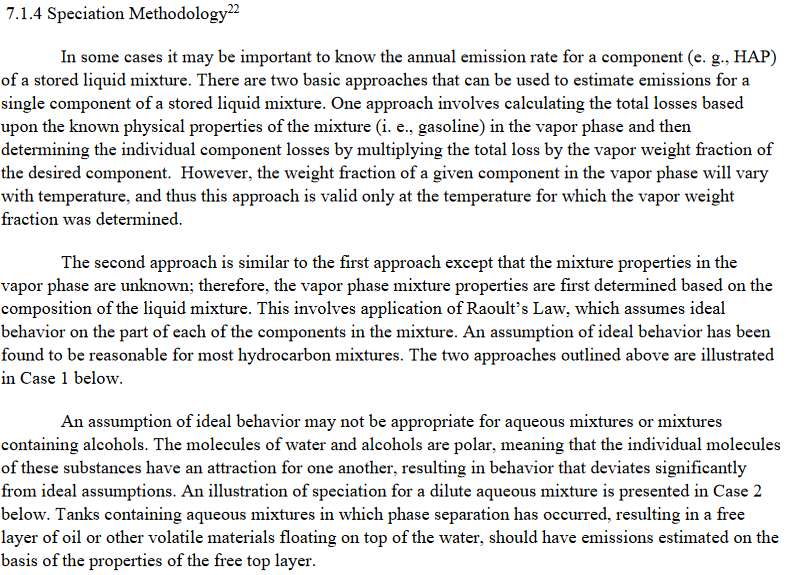 7.1.4 Speciation Methodology22
In some cases it may be important to know the annual emission rate for a component (e. g., HAP)
of a stored liquid mixture. There are two basic approaches that can be used to estimate emissions for a
single component of a stored liquid mixture. One approach involves calculating the total losses based
upon the known physical properties of the mixture (i. e., gasoline) in the vapor phase and then
determining the individual component losses by multiplying the total loss by the vapor weight fraction of
the desired component.  However, the weight fraction of a given component in the vapor phase will vary
with temperature, and thus this approach is valid only at the temperature for which the vapor weight
fraction was determined.
The second approach is similar to the first approach except that the mixture properties in the
vapor phase are unknown; therefore, the vapor phase mixture properties are first determined based on the
composition of the liquid mixture. This involves application of Raoult's Law, which assumes ideal
behavior on the part of each of the components in the mixture. An assumption of ideal behavior has been
found to be reasonable for most hydrocarbon mixtures. The two approaches outlined above are illustrated
in Case 1 below.
An assumption of ideal behavior may not be appropriate for aqueous mixtures or mixtures
containing alcohols. The molecules of water and alcohols are polar, meaning that the individual molecules
of these substances have an attraction for one another, resulting in behavior that deviates significantly
from ideal assumptions. An illustration of speciation for a dilute aqueous mixture is presented in Case 2
below. Tanks containing aqueous mixtures in which phase separation has occurred, resulting in a free
layer of oil or other volatile materials floating on top of the water, should have emissions estimated on the
basis of the properties of the free top layer.